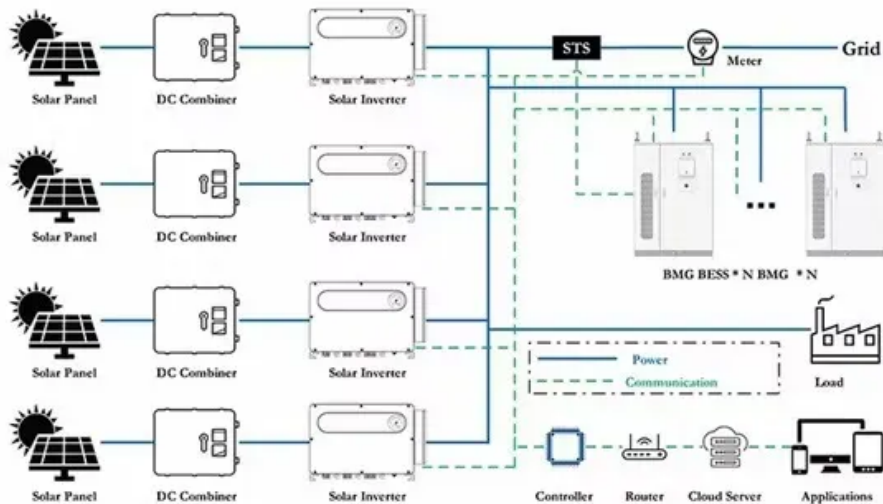 STS
Meter
Grid
Solar Panel
DC Combiner
Solar Inverter
Solar Panel
DC Combiner
Solar Inverter
BMG BESS * N BMG * N
Solar Panel
DC Combiner
Solar Inverter
Power
Communication
Load
Solar Panel
DC Combiner
Solar Inverter
Controller
Router
Cloud Server
Applications